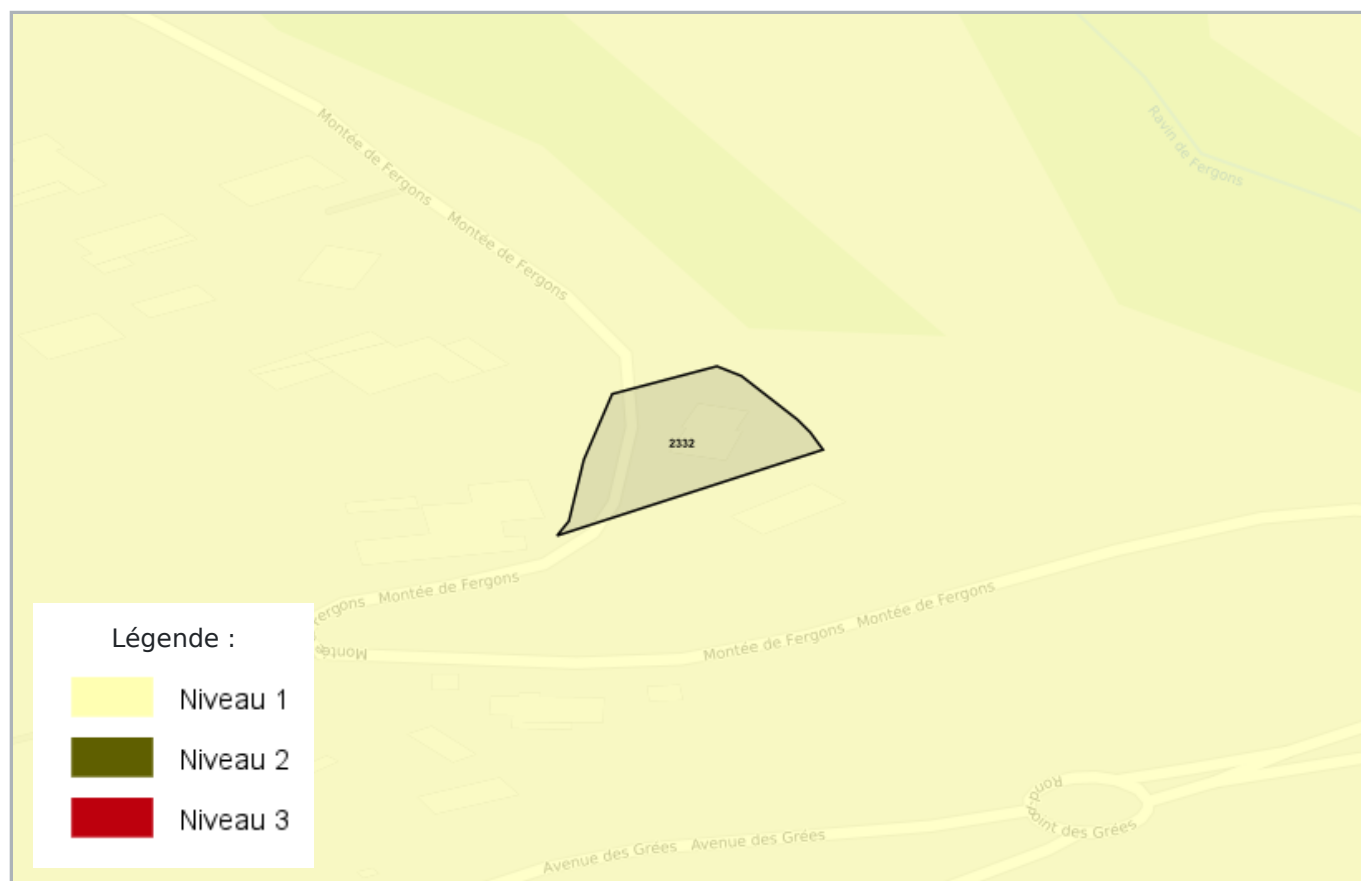 Montée de Fergons
Montée de Fergons
Ravin de Fergons
2332
Montée de Fergons
Fergons
Monté
Montée de Fergons
Montée de Fergons
Rond-Point des Grées
Avenue des Grées
Avenue des Grées
Légende :
Niveau 1
Niveau 2
Niveau 3